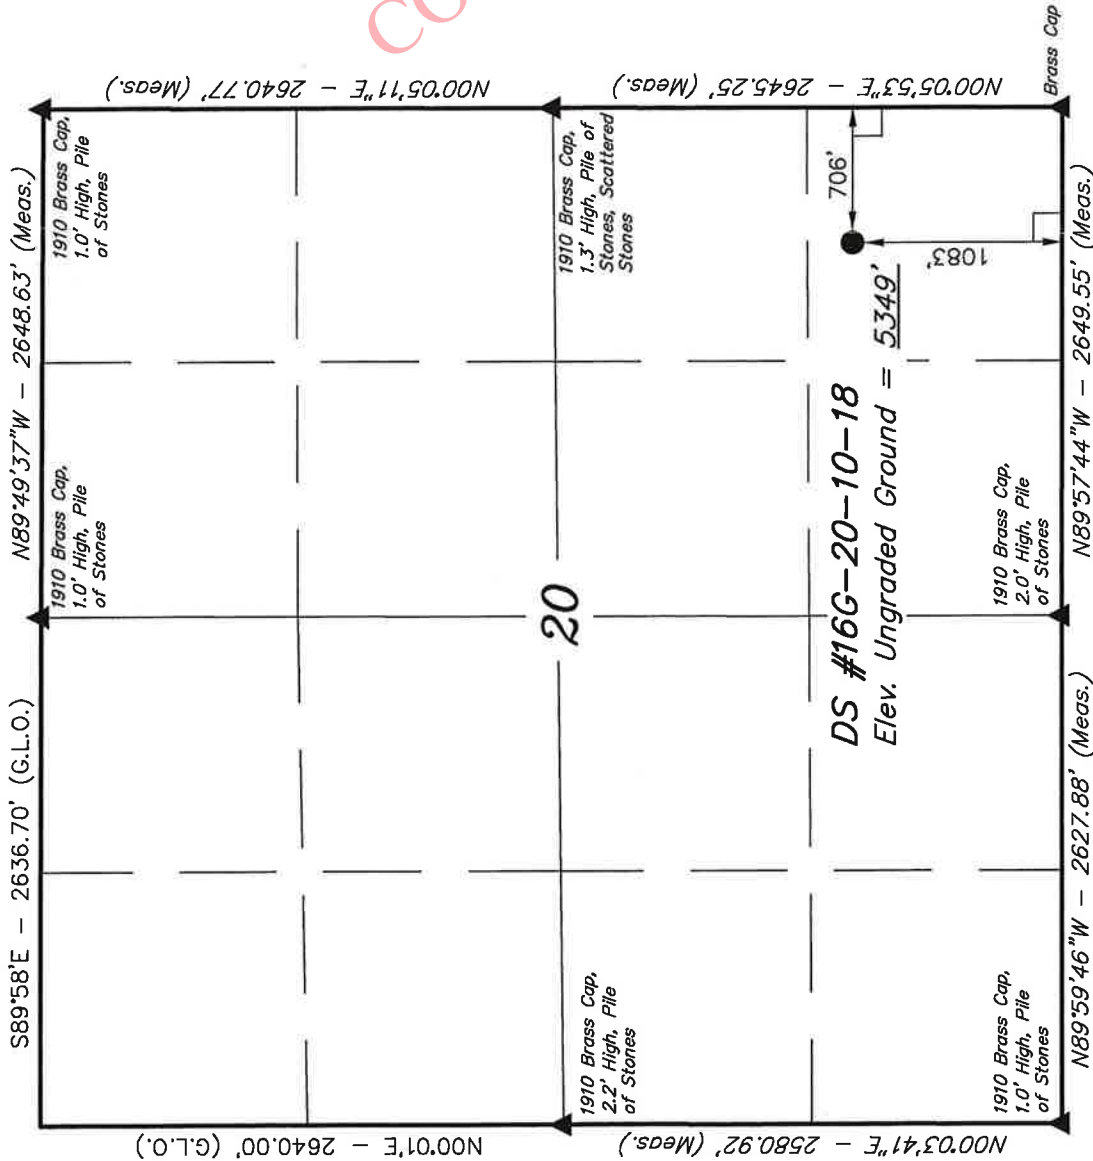 CO
S89°58'E - 2636.70' (G.L.O.)
N89°49'37"W - 2648.63' (Meas.)
1910 Brass Cap,
1.0' High, Pile
of Stones
1910 Brass Cap,
1.0' High, Pile
of Stones
N00°01'E - 2640.00' (G.L.O.)
N00°05'11"E - 2640.77' (Meas.)
1910 Brass Cap,
2.2' High, Pile
of Stones
20
1910 Brass Cap,
1.3' High, Pile of
Stones, Scattered
Stones
N00°03'41"E - 2580.92' (Meas.)
N00°05'53"E - 2645.25' (Meas.)
706'
1083'
DS #16G-20-10-18
Elev. Ungraded Ground = 5349'
1910 Brass Cap,
1.0' High, Pile
of Stones
1910 Brass Cap,
2.0' High, Pile
of Stones
Brass Cap
N89°59'46"W - 2627.88' (Meas.)
N89°57'44"W - 2649.55' (Meas.)